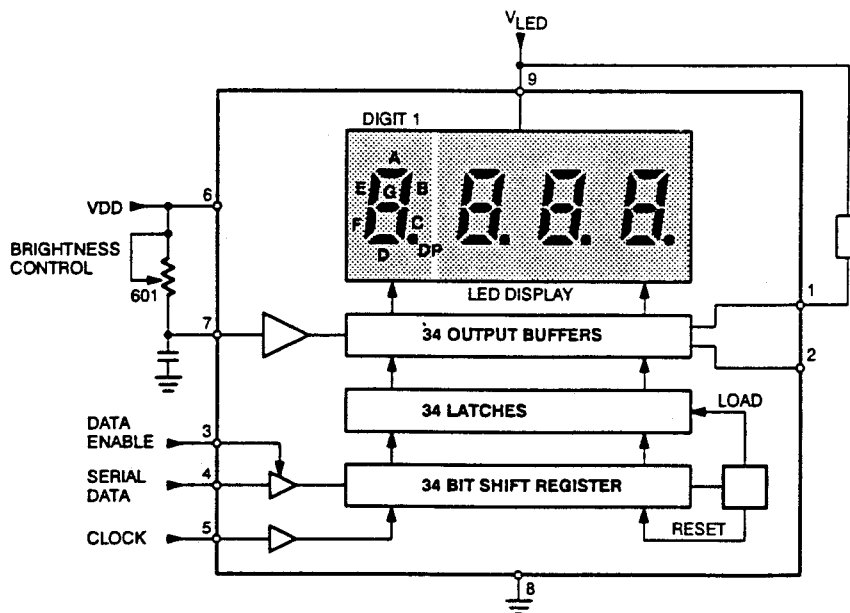 VLED
9
DIGIT 1
A
E G B
F C
D DP
6
VDD
BRIGHTNESS
CONTROL
601
LED DISPLAY
1
7
34 OUTPUT BUFFERS
2
LOAD
34 LATCHES
DATA
ENABLE
3
SERIAL
DATA
4
34 BIT SHIFT REGISTER
RESET
CLOCK
5
8